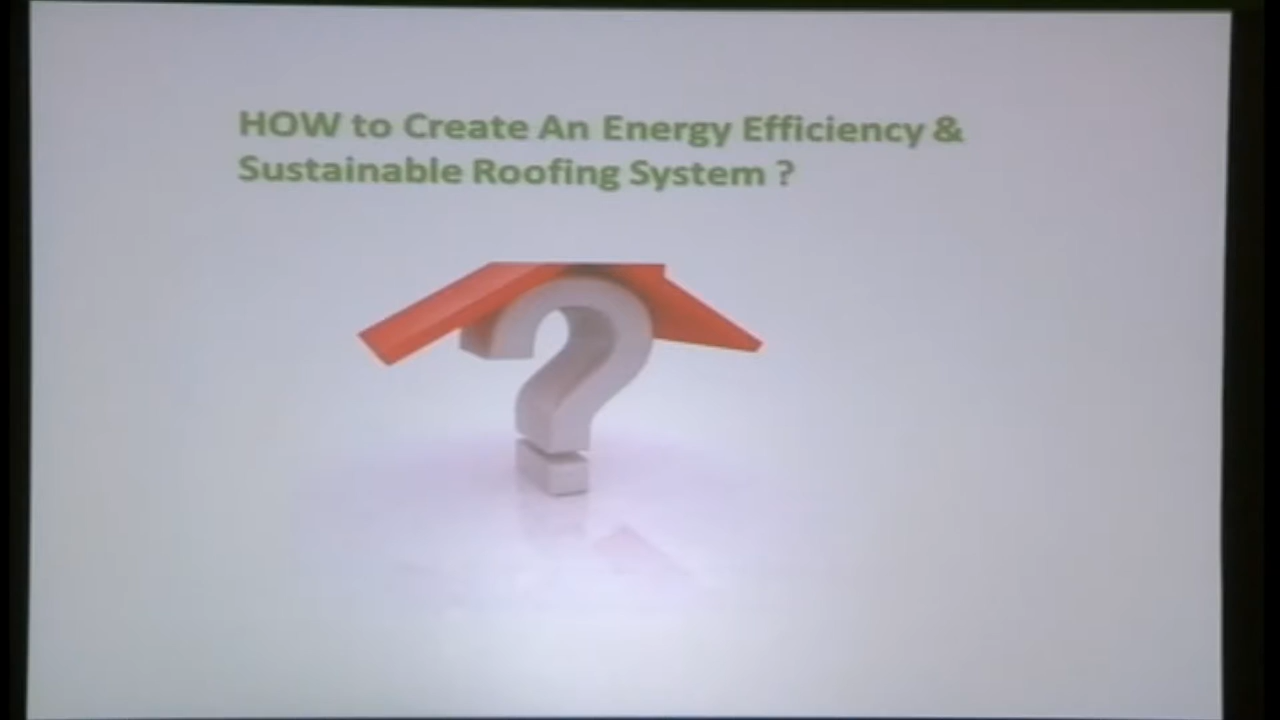 HOW to Create An Energy Efficiency &
Sustainable Roofing System ?